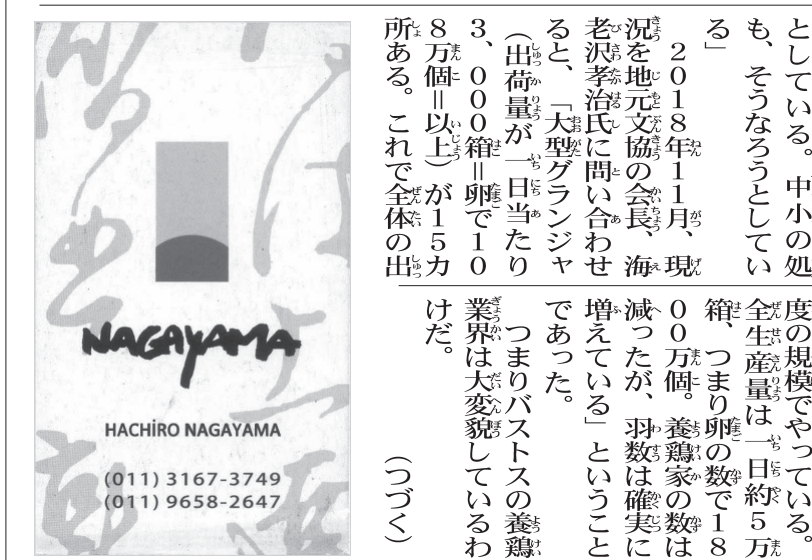 としている。中小の処
も、そうなろうとしてい
る」
２０１８年１１月、現
況を地元文協の会長、海
老沢孝治氏に問い合わせ
ると、「大型グランジャ
（出荷量が一日当たり
３、０００箱＝卵で１０
８万個＝以上）が１５カ
所ある。これで全体の出
度の規模でやっている。
全生産量は一日約５万
箱、つまり卵の数で１８
００万個。養鶏家の数は
減ったが、羽数は確実に
増えている」ということ
であった。
つまりバストスの養鶏
業界は大変貌しているわ
けだ。
（つづく）
NAGAYAMA
HACHİRO NAGAYAMA
(011) 3167-3749
(011) 9658-2647